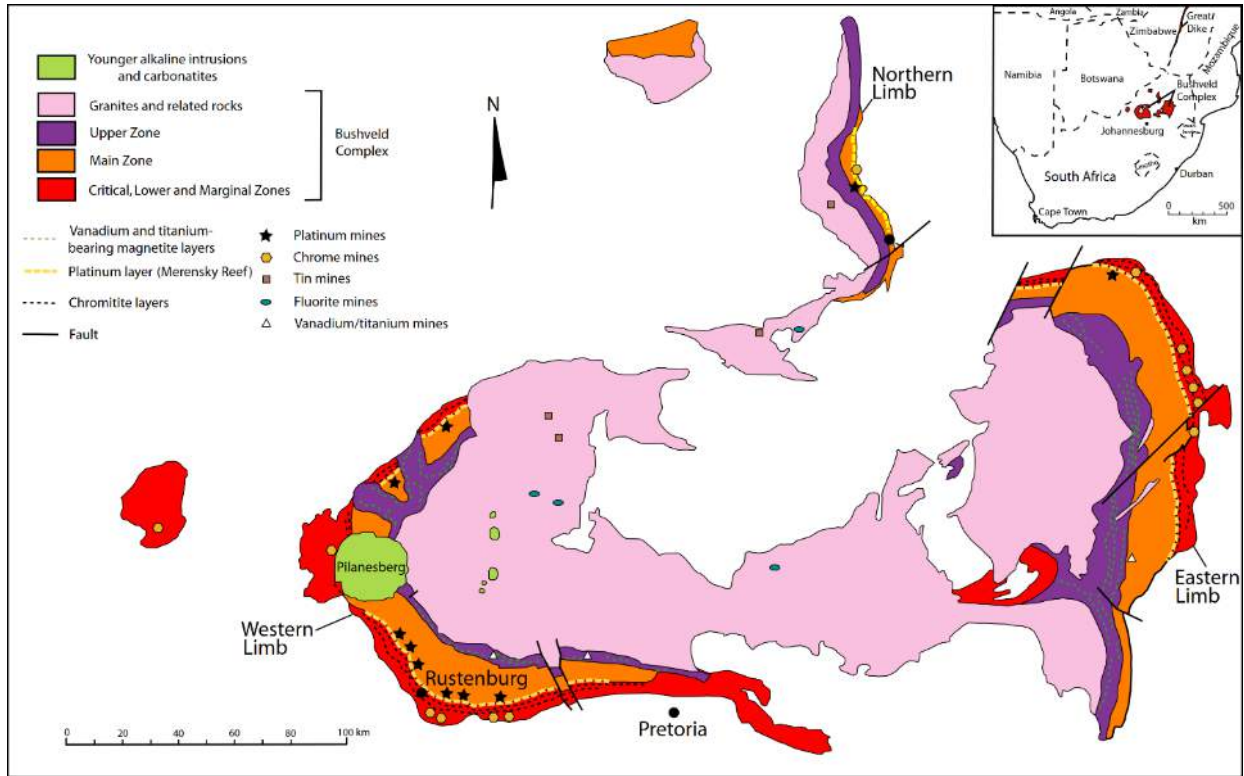 Younger alkaline intrusions
and carbonatites
Granites and related rocks
Upper Zone
Main Zone
Critical, Lower and Marginal Zones
Bushveld
Complex
Vanadium and titanium-
bearing magnetite layers
Platinum layer (Merensky Reef)
Chromitite layers
Fault
Platinum mines
Chrome mines
Tin mines
Fluorite mines
Vanadium/titanium mines
N
Northern
Limb
Angola
Zambia
Great
Dike
Zimbabwe
Mozambique
Namibia
Botswana
Bushveld
Complex
Johannesburg
Lesotho
South Africa
Durban
Cape Town
0 500
km
Pilanesberg
Western
Limb
Rustenburg
Pretoria
Eastern
Limb
0 20 40 60 80 100 km